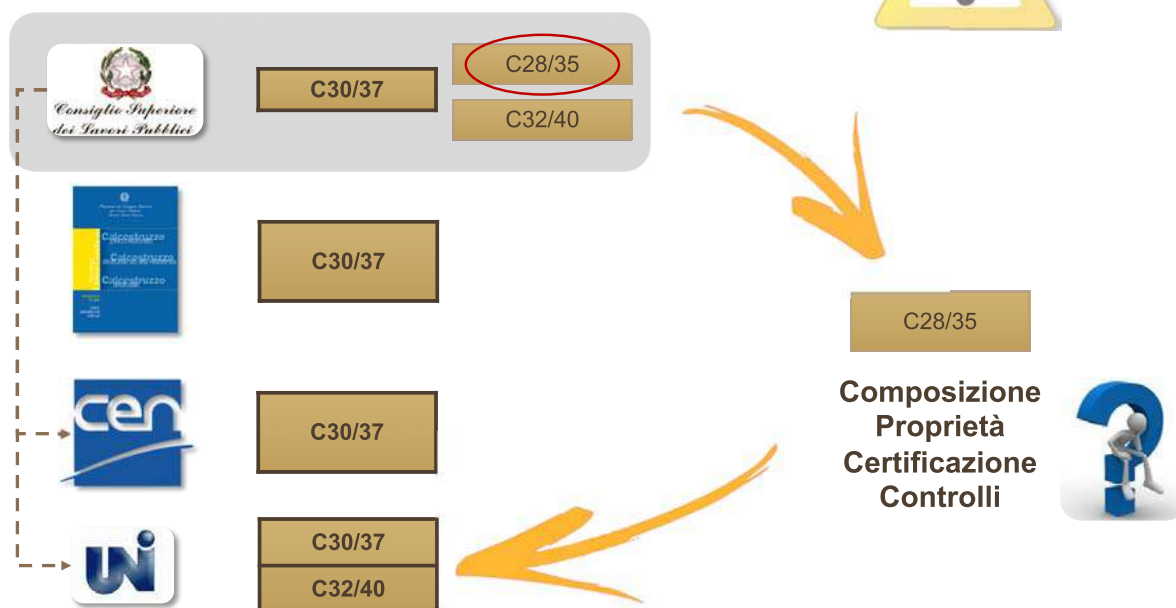 C28/35
C30/37
C32/40
Consiglio Superiore
dei Lavori Pubblici
Calcestruzzo
Calcestruzzo
Calcestruzzo
C30/37
C28/35
cen
C30/37
Composizione
Proprietà
Certificazione
Controlli
UNI
C30/37
C32/40